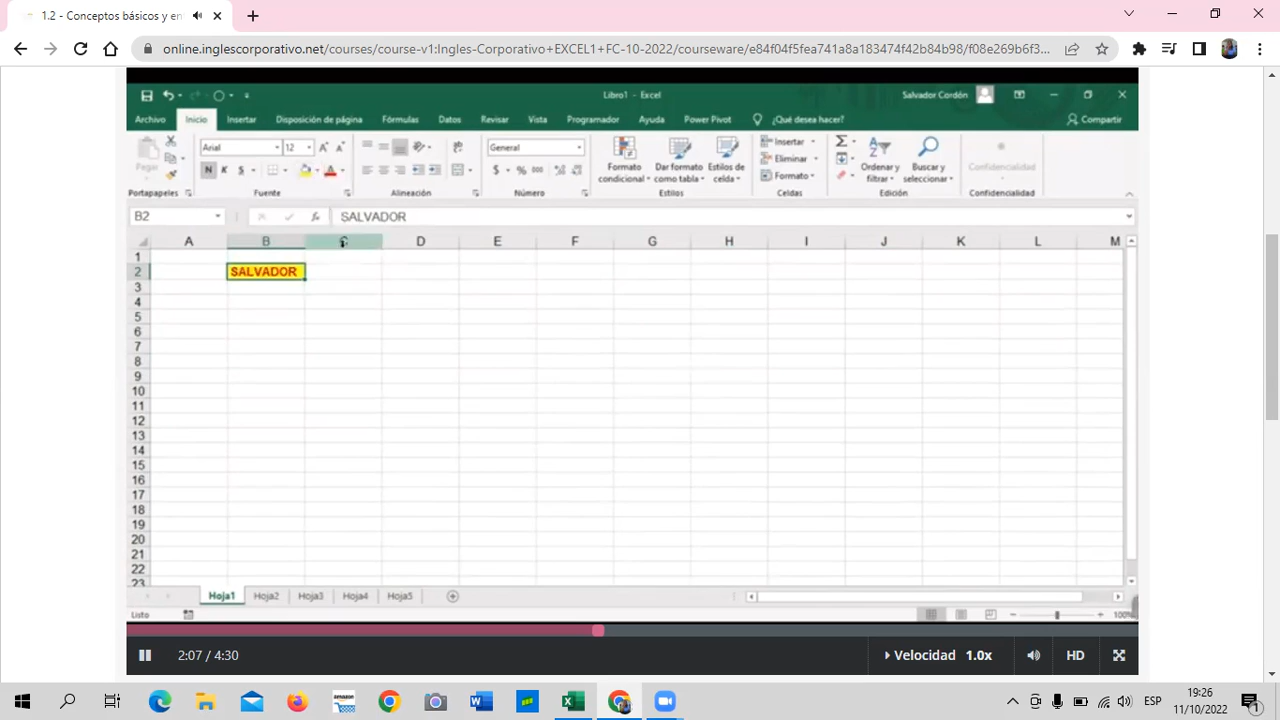 1.2 - Conceptos básicos y en
online.inglescorporativo.net/courses/course-v1:Ingles-Corporativo+EXCEL1+FC-10-2022/courseware/c84f04f5fea741a8a183474f42b84b98/f08e269b6f3...
Libro1 - Excel
Salvador Cordón
Archivo Inicio Insertar Disposición de página Fórmulas Datos Revisar Vista Programador Ayuda Power Pivot ¿Qué desea hacer? Compartir
Arial 12 General Insertar
Pegar N K S $ % 000 Formato condicional Dar formato como tabla Estilos de celda Eliminar Formato Ordenar y filtrar Buscar y seleccionar Confidencialidad
Portapapeles Fuente Alineación Número Estilos Celdas Edición Confidencialidad
B2 fx SALVADOR
A B C D E F G H I J K L M
1
2 SALVADOR
3
4
5
6
7
8
9
10
11
12
13
14
15
16
17
18
19
20
21
22
23
Hoja1 Hoja2 Hoja3 Hoja4 Hoja5
Listo 100%
2:07 / 4:30 Velocidad 1.0x HD
ESP 19:26
11/10/2022